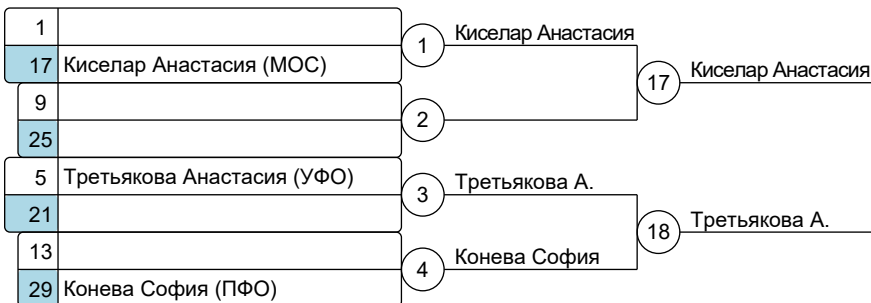 1
17 Киселар Анастасия (МОС)
1 Киселар Анастасия
9
25
2
17 Киселар Анастасия
5 Третьякова Анастасия (УФО)
21
3 Третьякова А.
13
29 Конева София (ПФО)
4 Конева София
18 Третьякова А.